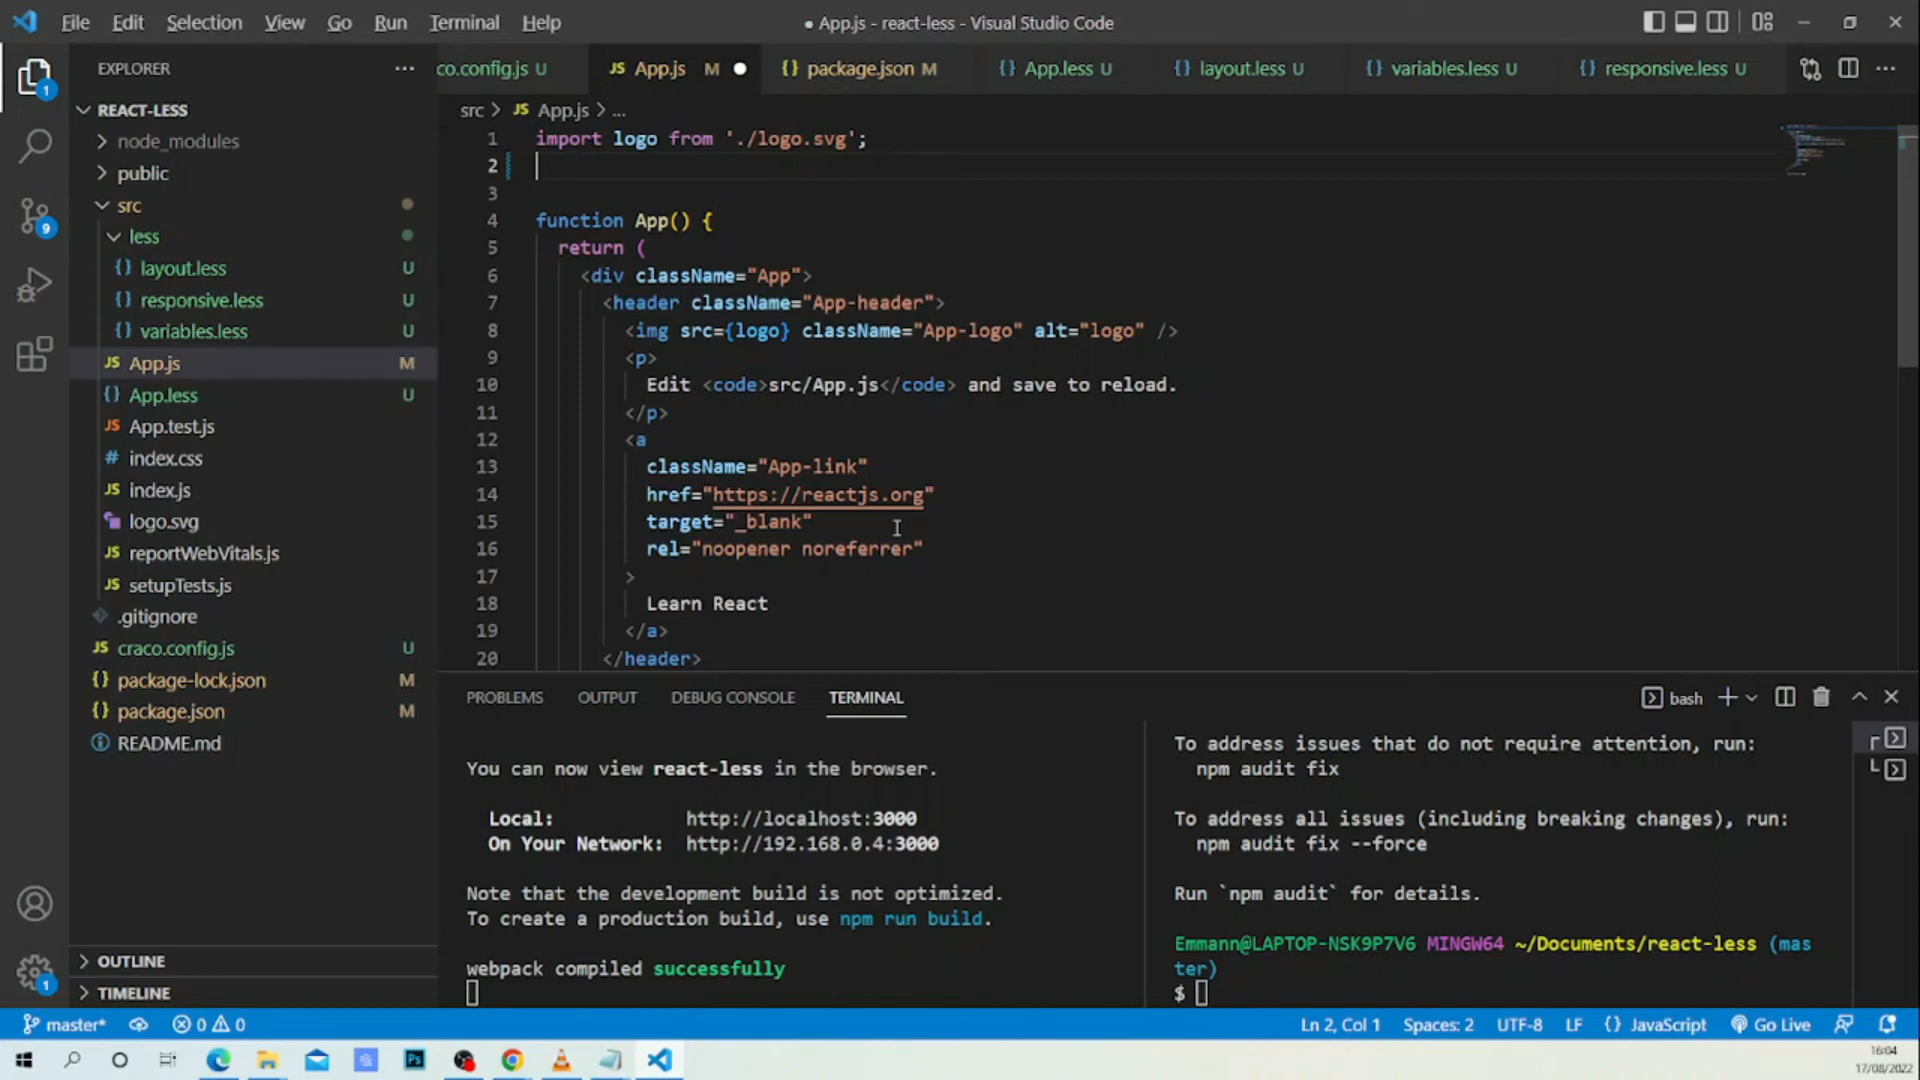 File Edit Selection View Go Run Terminal Help
● App.js - react-less - Visual Studio Code
EXPLORER
REACT-LESS
node_modules
public
src
less
layout.less U
responsive.less U
variables.less U
App.js M
App.less U
App.test.js
index.css
index.js
logo.svg
reportWebVitals.js
setupTests.js
.gitignore
craco.config.js U
package-lock.json M
package.json M
README.md
OUTLINE
TIMELINE
1
9
1
co.config.js U
JS App.js M
{} package.json M
{} App.less U
{} layout.less U
{} variables.less U
{} responsive.less U
src > JS App.js > ...
1 import logo from './logo.svg';
2
3
4 function App() {
5 return (
6 <div className="App">
7 <header className="App-header">
8 <img src={logo} className="App-logo" alt="logo" />
9 <p>
10 Edit <code>src/App.js</code> and save to reload.
11 </p>
12 <a
13 className="App-link"
14 href="https://reactjs.org"
15 target="_blank"
16 rel="noopener noreferrer"
17 >
18 Learn React
19 </a>
20 </header>
PROBLEMS OUTPUT DEBUG CONSOLE TERMINAL
bash
You can now view react-less in the browser.
Local: http://localhost:3000
On Your Network: http://192.168.0.4:3000
Note that the development build is not optimized.
To create a production build, use npm run build.
webpack compiled successfully
To address issues that do not require attention, run:
npm audit fix
To address all issues (including breaking changes), run:
npm audit fix --force
Run `npm audit` for details.
Emmann@LAPTOP-NSK9P7V6 MINGW64 ~/Documents/react-less (mas
ter)
$
master* 0 0
Ln 2, Col 1 Spaces: 2 UTF-8 LF {} JavaScript Go Live
Ps
16:04
17/08/2022